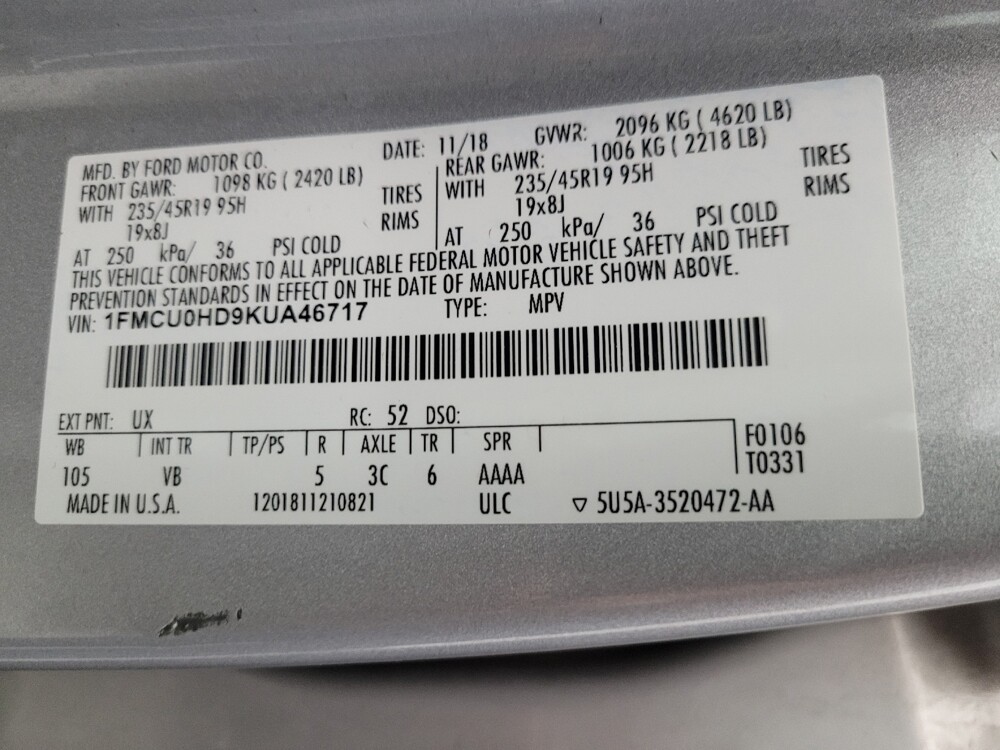 MFD. BY FORD MOTOR CO. DATE: 11/18 GVWR: 2096 KG ( 4620 LB)
FRONT GAWR: 1098 KG ( 2420 LB) REAR GAWR: 1006 KG ( 2218 LB)
WITH 235/45R19 95H TIRES WITH 235/45R19 95H TIRES
19x8J RIMS 19x8J RIMS
AT 250 kPa/ 36 PSI COLD AT 250 kPa/ 36 PSI COLD
THIS VEHICLE CONFORMS TO ALL APPLICABLE FEDERAL MOTOR VEHICLE SAFETY AND THEFT
PREVENTION STANDARDS IN EFFECT ON THE DATE OF MANUFACTURE SHOWN ABOVE.
VIN: 1FMCU0HD9KUA46717 TYPE: MPV
EXT PNT: UX RC: 52 DSO:
WB INT TR TP/PS R AXLE TR SPR F0106
105 VB 5 3C 6 AAAA T0331
MADE IN U.S.A. 1201811210821 ULC ▽ 5U5A-3520472-AA